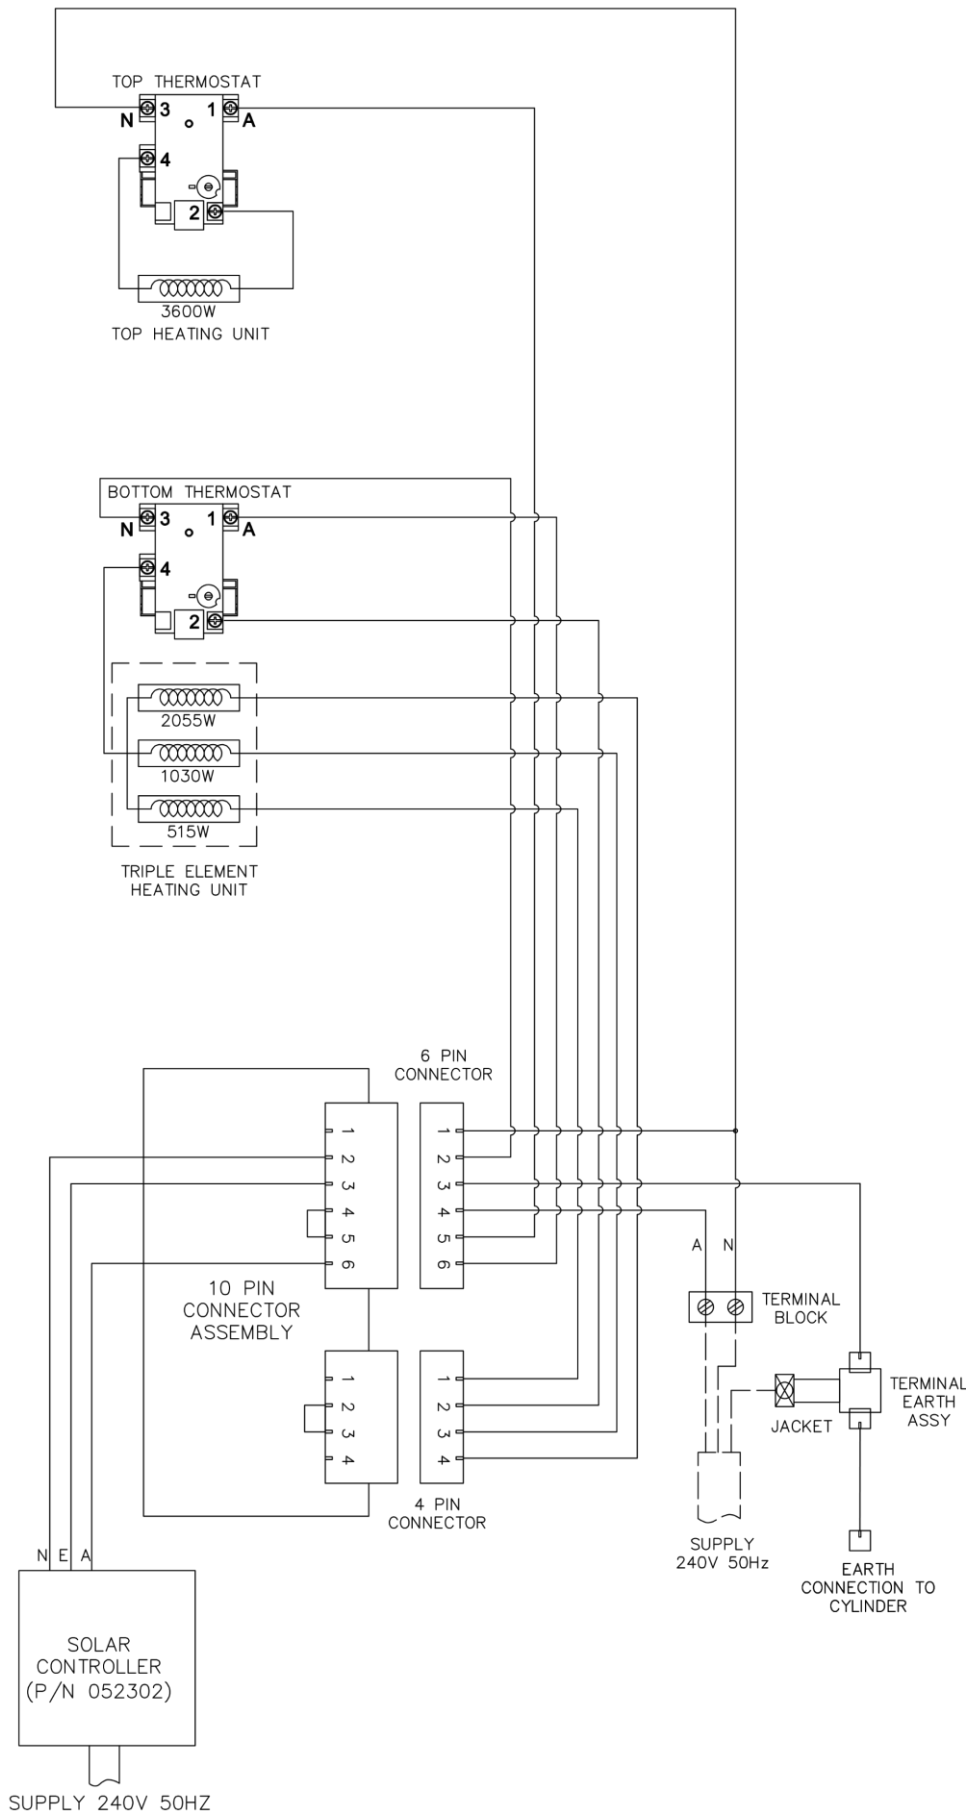 TOP THERMOSTAT
3 1
N A
4
2
3600W
TOP HEATING UNIT
BOTTOM THERMOSTAT
3 1
N A
4
2
2055W
1030W
515W
TRIPLE ELEMENT
HEATING UNIT
6 PIN
CONNECTOR
1
2
3
4
5
6
1
2
3
4
5
6
10 PIN
CONNECTOR
ASSEMBLY
1
2
3
4
1
2
3
4
4 PIN
CONNECTOR
A N
TERMINAL
BLOCK
TERMINAL
EARTH
ASSY
JACKET
SUPPLY
240V 50Hz
EARTH
CONNECTION TO
CYLINDER
N E A
SOLAR
CONTROLLER
(P/N 052302)
SUPPLY 240V 50HZ